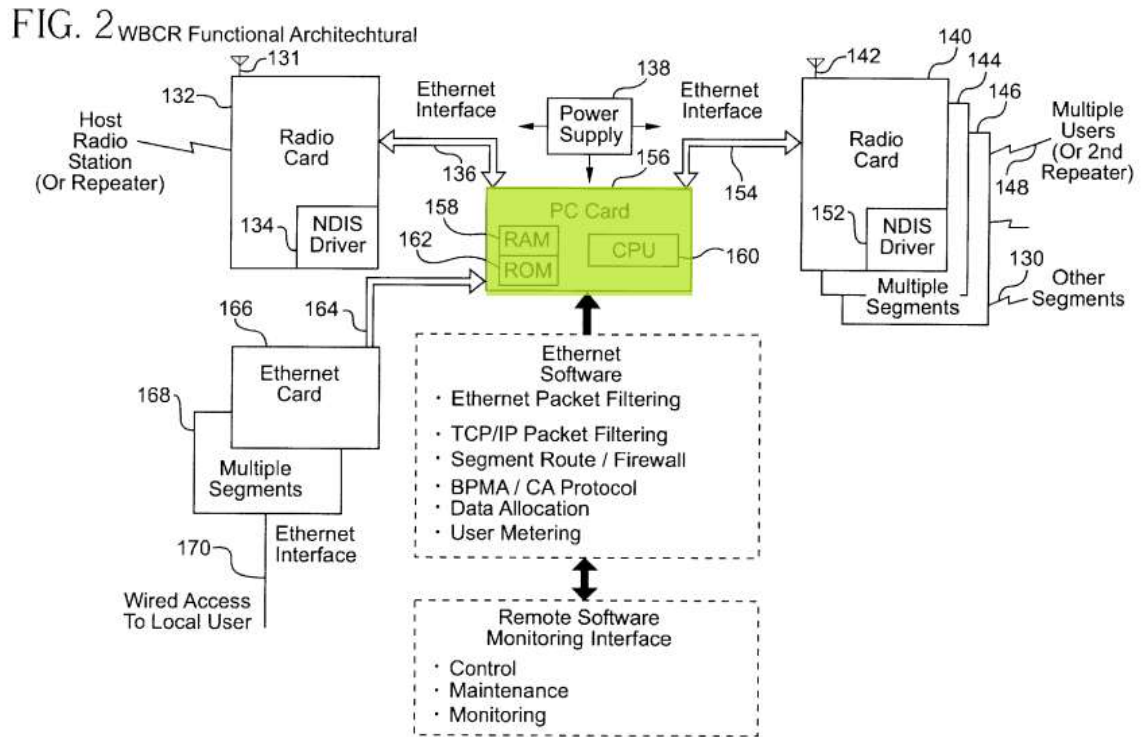 FIG. 2 WBCR Functional Architechtural
131
132
Host
Radio
Station
(Or Repeater)
Radio
Card
134
NDIS
Driver
Ethernet
Interface
136
138
Power
Supply
Ethernet
Interface
154
156
PC Card
158
RAM
162
ROM
CPU
160
142
140
144
146
Radio
Card
152
NDIS
Driver
Multiple
Segments
Multiple
Users
(Or 2nd
Repeater)
148
130
Other
Segments
164
166
Ethernet
Card
168
Multiple
Segments
Ethernet
Interface
170
Wired Access
To Local User
Ethernet
Software
· Ethernet Packet Filtering
· TCP/IP Packet Filtering
· Segment Route / Firewall
· BPMA / CA Protocol
· Data Allocation
· User Metering
Remote Software
Monitoring Interface
· Control
· Maintenance
· Monitoring